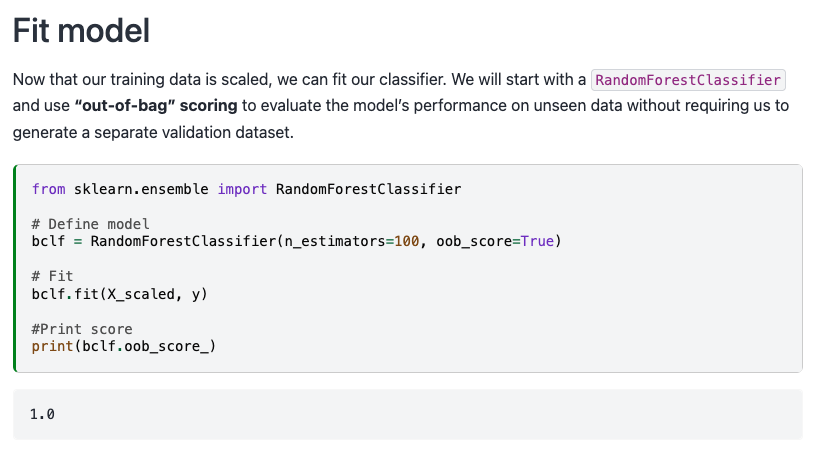 Fit model
Now that our training data is scaled, we can fit our classifier. We will start with a RandomForestClassifier
and use “out-of-bag” scoring to evaluate the model’s performance on unseen data without requiring us to
generate a separate validation dataset.
from sklearn.ensemble import RandomForestClassifier
# Define model
bclf = RandomForestClassifier(n_estimators=100, oob_score=True)
# Fit
bclf.fit(X_scaled, y)
#Print score
print(bclf.oob_score_)
1.0